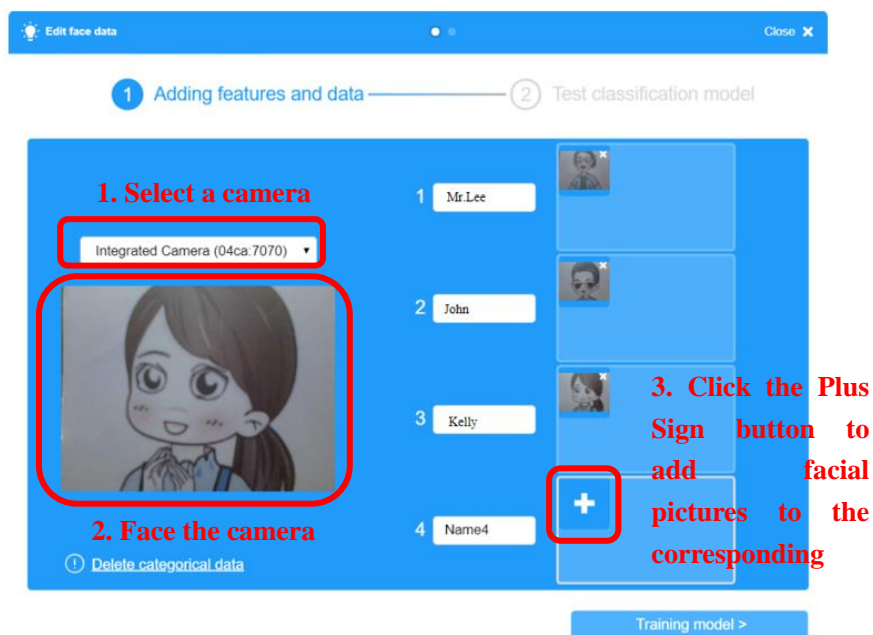 Edit face data
Close ✖
1 Adding features and data
2 Test classification model
1. Select a camera
Integrated Camera (04ca:7070) ▾
2. Face the camera
! Delete categorical data
1 Mr.Lee
2 John
3 Kelly
4 Name4
3. Click the Plus
Sign button to
add facial
pictures to the
corresponding
Training model >